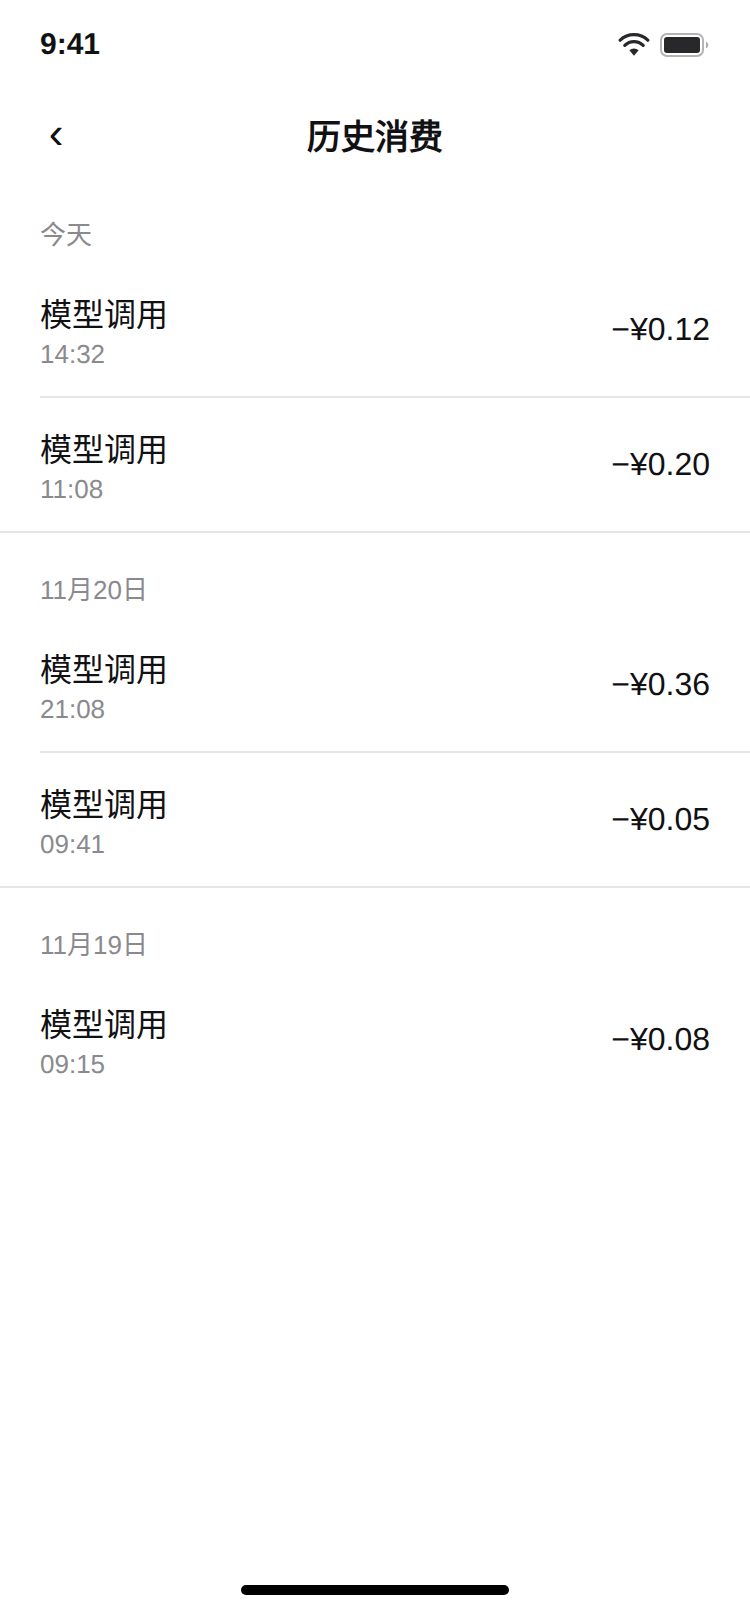 9:41
‹
历史消费
今天
模型调用
−¥0.12
14:32
模型调用
−¥0.20
11:08
11月20日
模型调用
−¥0.36
21:08
模型调用
−¥0.05
09:41
11月19日
模型调用
−¥0.08
09:15